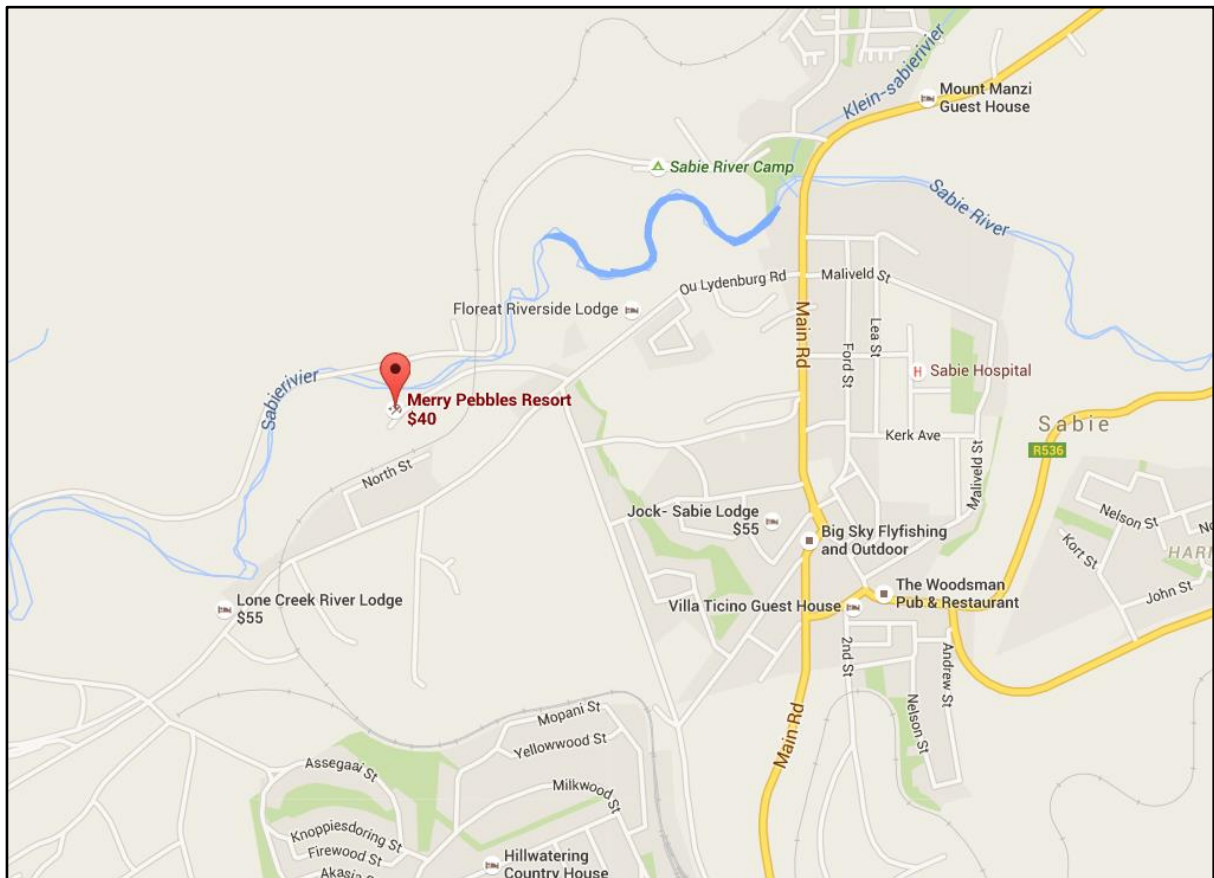 Klein-sabierivier
Mount Manzi
Guest House
Sabie River Camp
Sabie River
Ou Lydenburg Rd
Maliveld St
Floreat Riverside Lodge
Main Rd
Ford St
Lea St
Sabie Hospital
Sabierivier
Merry Pebbles Resort
$40
Kerk Ave
Sabie
R536
Maliveld St
North St
Jock- Sabie Lodge
$55
Big Sky Flyfishing
and Outdoor
Nelson St
Kort St
HARM
John St
The Woodsman
Pub & Restaurant
Lone Creek River Lodge
$55
Villa Ticino Guest House
2nd St
Andrew St
Nelson St
Main Rd
Mopani St
Yellowwood St
Assegaai St
Milkwood St
Knoppiesdoring St
Firewood St
Akasia
Hillwatering
Country House